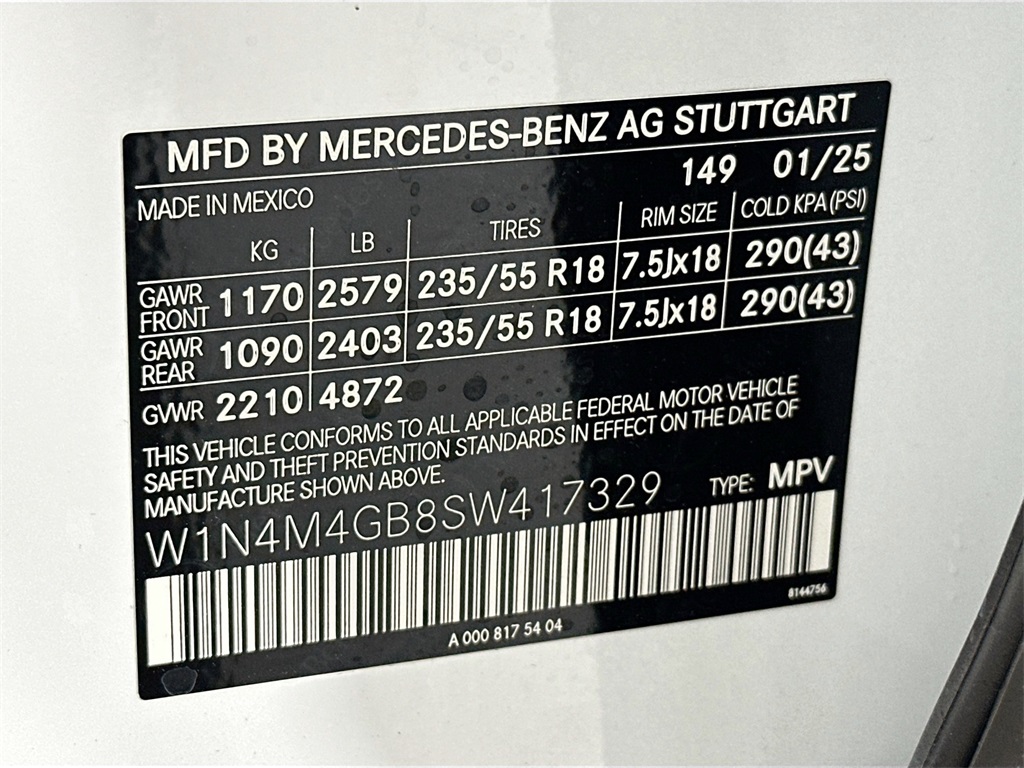 MFD BY MERCEDES-BENZ AG STUTTGART
149 01/25
MADE IN MEXICO
KG LB TIRES RIM SIZE COLD KPA (PSI)
GAWR FRONT 1170 2579 235/55 R18 7.5Jx18 290(43)
GAWR REAR 1090 2403 235/55 R18 7.5Jx18 290(43)
GVWR 2210 4872
THIS VEHICLE CONFORMS TO ALL APPLICABLE FEDERAL MOTOR VEHICLE
SAFETY AND THEFT PREVENTION STANDARDS IN EFFECT ON THE DATE OF
MANUFACTURE SHOWN ABOVE.
W1N4M4GB8SW417329 TYPE: MPV
8144756
A 000 817 54 04